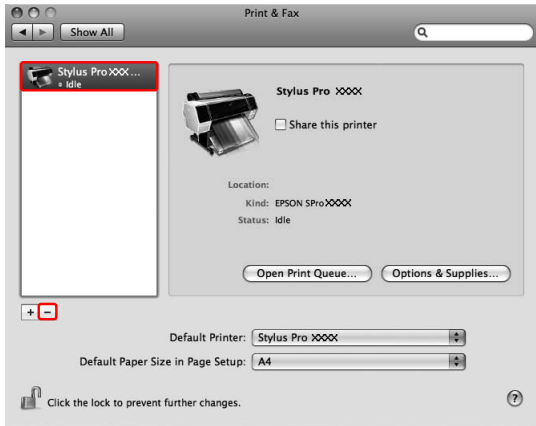 Print & Fax
Show All
Stylus Pro XXX...
Idle
Stylus Pro XXXX
Share this printer
Location:
Kind: EPSON SPro XXXX
Status: Idle
Open Print Queue...
Options & Supplies...
+ −
Default Printer: Stylus Pro XXXX
Default Paper Size in Page Setup: A4
Click the lock to prevent further changes.
?